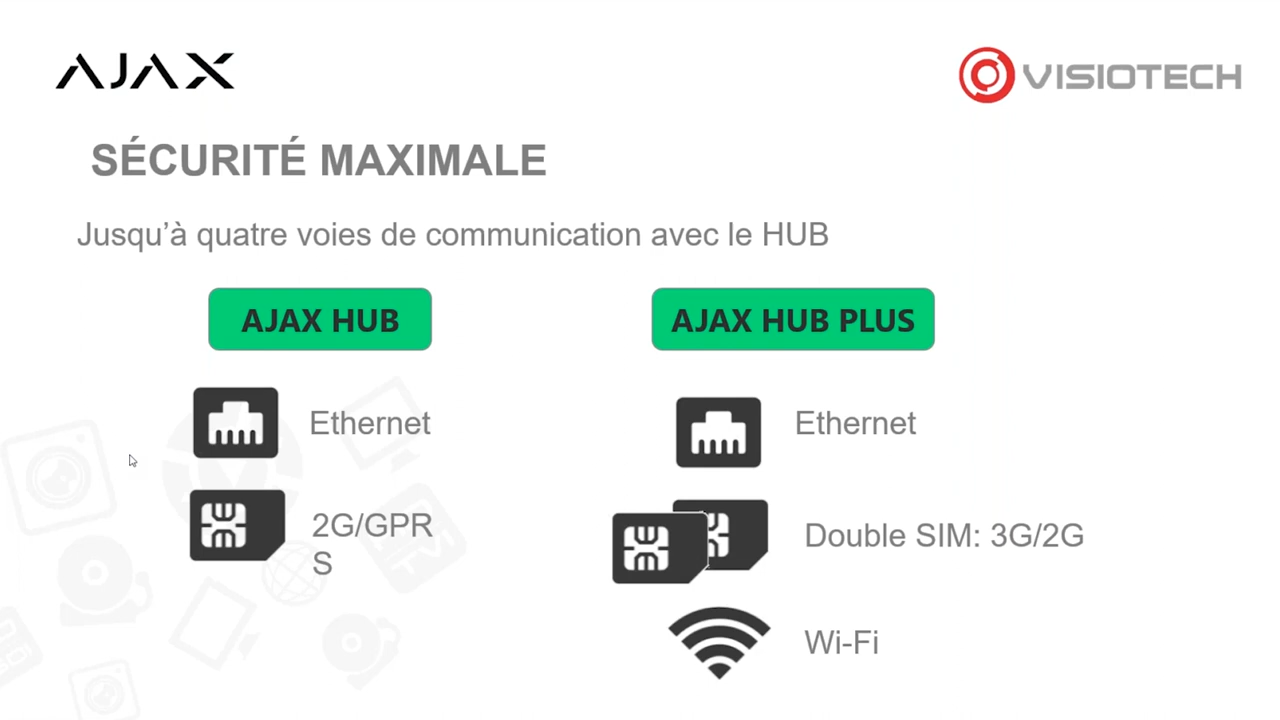 AJAX
VISIOTECH
SÉCURITÉ MAXIMALE
Jusqu’à quatre voies de communication avec le HUB
AJAX HUB
AJAX HUB PLUS
Ethernet
Ethernet
2G/GPR
S
Double SIM: 3G/2G
Wi-Fi